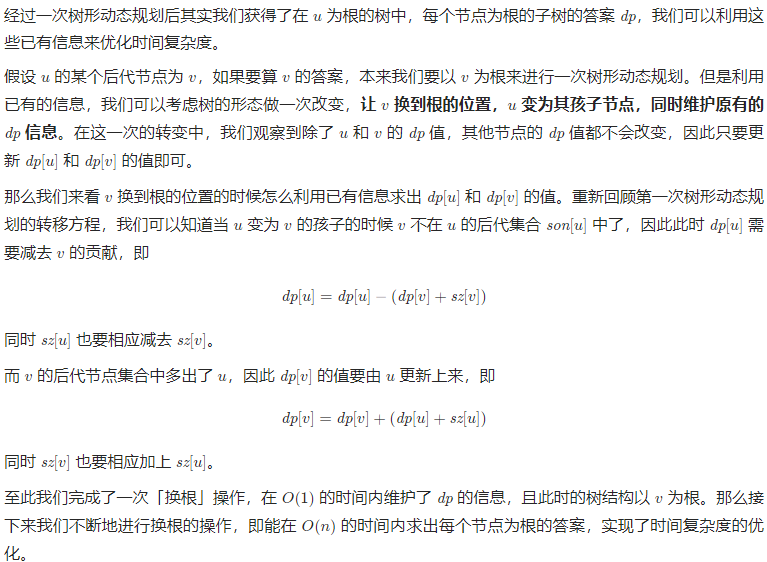 经过一次树形动态规划后其实我们获得了在 u 为根的树中，每个节点为根的子树的答案 dp，我们可以利用这
些已有信息来优化时间复杂度。
假设 u 的某个后代节点为 v，如果要算 v 的答案，本来我们要以 v 为根来进行一次树形动态规划。但是利用
已有的信息，我们可以考虑树的形态做一次改变，让 v 换到根的位置，u 变为其孩子节点，同时维护原有的
dp 信息。在这一次的转变中，我们观察到除了 u 和 v 的 dp 值，其他节点的 dp 值都不会改变，因此只要更
新 dp[u] 和 dp[v] 的值即可。
那么我们来看 v 换到根的位置的时候怎么利用已有信息求出 dp[u] 和 dp[v] 的值。重新回顾第一次树形动态规
划的转移方程，我们可以知道当 u 变为 v 的孩子的时候 v 不在 u 的后代集合 son[u] 中了，因此此时 dp[u] 需
要减去 v 的贡献，即
dp[u] = dp[u] − (dp[v] + sz[v])
同时 sz[u] 也要相应减去 sz[v]。
而 v 的后代节点集合中多出了 u，因此 dp[v] 的值要由 u 更新上来，即
dp[v] = dp[v] + (dp[u] + sz[u])
同时 sz[v] 也要相应加上 sz[u]。
至此我们完成了一次「换根」操作，在 O(1) 的时间内维护了 dp 的信息，且此时的树结构以 v 为根。那么接
下来我们不断地进行换根的操作，即能在 O(n) 的时间内求出每个节点为根的答案，实现了时间复杂度的优
化。